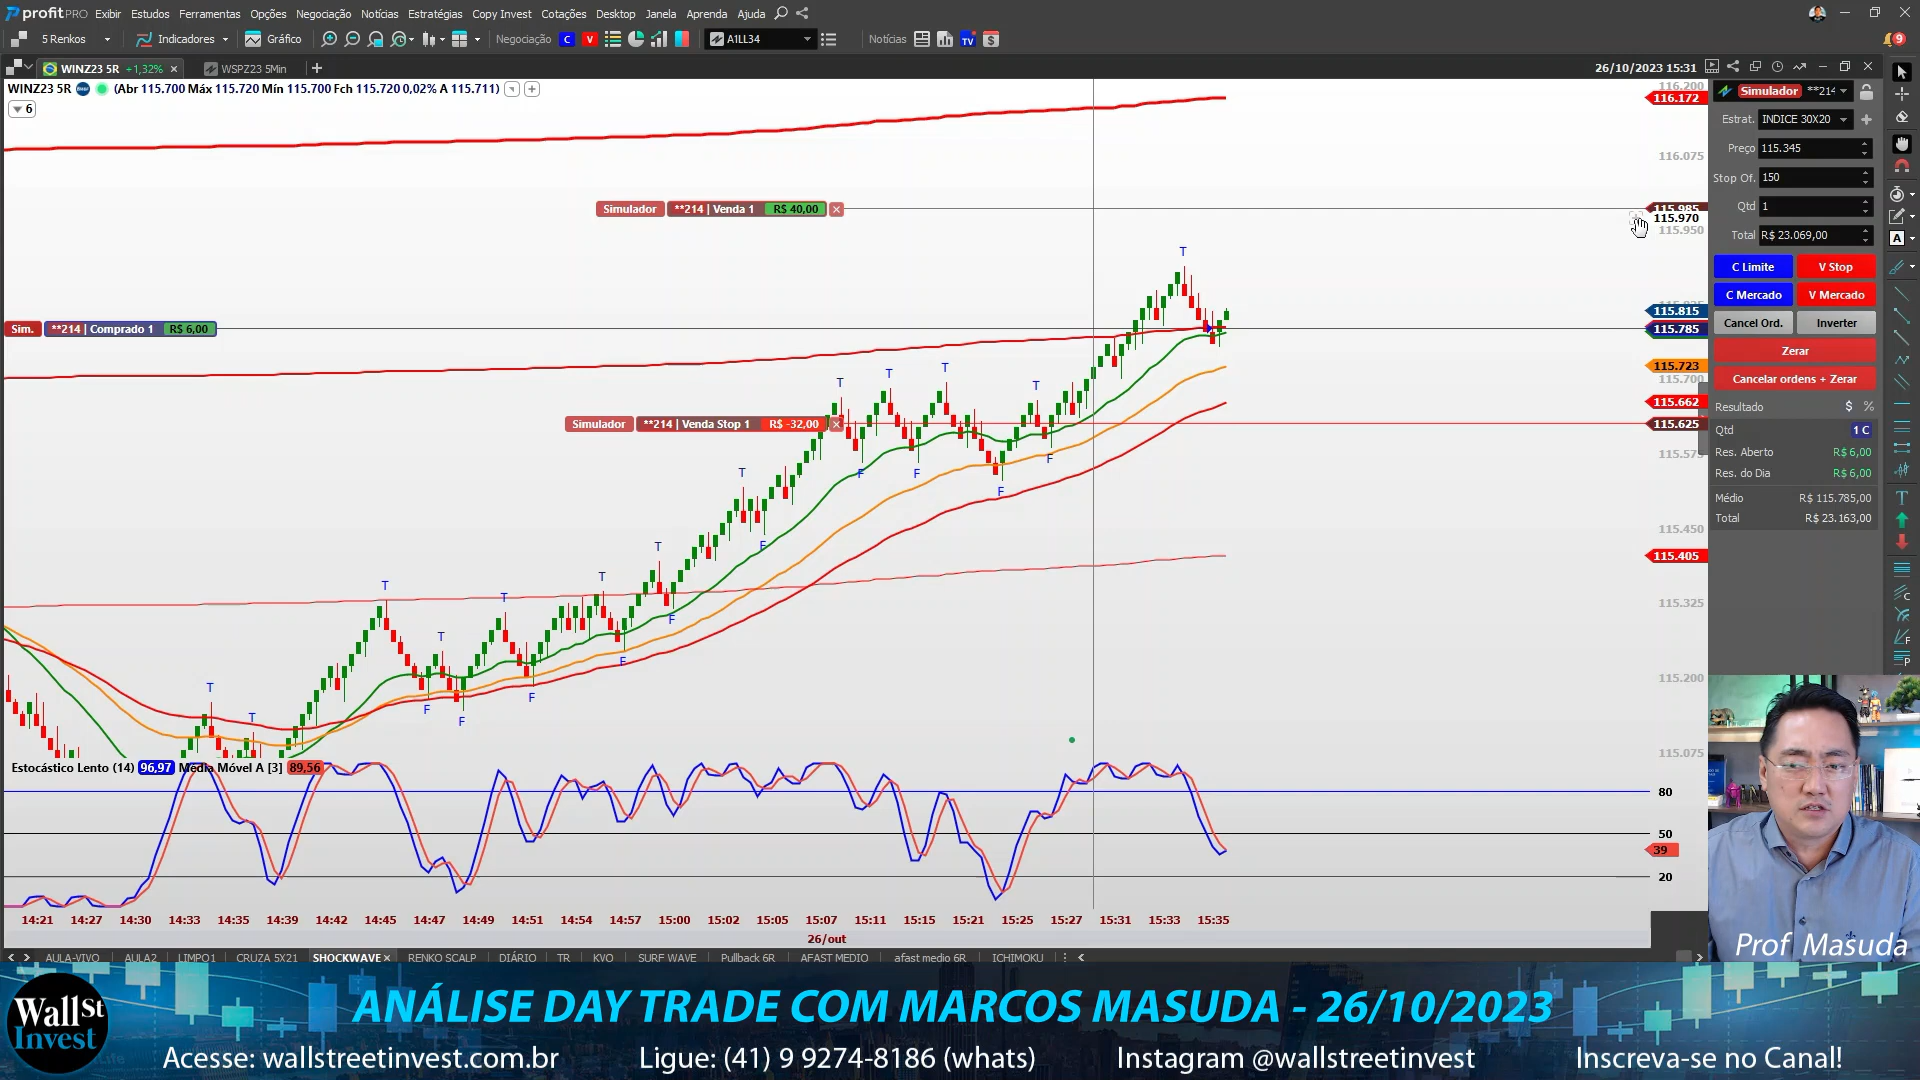 profitPRO Exibir Estudos Ferramentas Opções Negociação Notícias Estratégias Copy Invest Cotações Desktop Janela Aprenda Ajuda
5 Renkos Indicadores Gráfico Negociação C V A1LL34 Notícias TV $ 9
WINZ23 5R +1,32% × WSPZ23 5Min + 26/10/2023 15:31
WINZ23 5R (Abr 115.700 Máx 115.720 Mín 115.700 Fch 115.720 0,02% A 115.711)
6
116.200
116.172
116.075
Simulador **214 | Venda 1 R$ 40,00
115.985
115.970
115.950
115.815
Sim. **214 | Comprado 1 R$ 6,00
115.785
115.723
115.700
115.662
Simulador **214 | Venda Stop 1 R$ -32,00
115.625
115.575
115.450
115.405
115.325
115.200
115.075
T T T T T T T T T T T T T
F F F F F F F F F F F
Estocástico Lento (14) 96,97 Média Móvel A [3] 89,56
80
50
39
20
14:21 14:27 14:30 14:33 14:35 14:39 14:42 14:45 14:47 14:49 14:51 14:54 14:57 15:00 15:02 15:05 15:07 15:11 15:15 15:21 15:25 15:27 15:31 15:33 15:35
26/out
AULA-VIVO AULA2 LIMPO1 CRUZA 5X21 SHOCKWAVE × RENKO SCALP DIÁRIO TR KVO SURF WAVE Pullback 6R AFAST MEDIO afast medio 6R ICHIMOKU
Simulador **214
Estrat. INDICE 30X20
Preço 115.345
Stop Of. 150
Qtd 1
Total R$ 23.069,00
C Limite V Stop
C Mercado V Mercado
Cancel Ord. Inverter
Zerar
Cancelar ordens + Zerar
Resultado $ %
Qtd 1 C
Res. Aberto R$ 6,00
Res. do Dia R$ 6,00
Médio R$ 115.785,00
Total R$ 23.163,00
Prof Masuda
Wall St Invest
ANÁLISE DAY TRADE COM MARCOS MASUDA - 26/10/2023
Acesse: wallstreetinvest.com.br Ligue: (41) 9 9274-8186 (whats) Instagram @wallstreetinvest Inscreva-se no Canal!